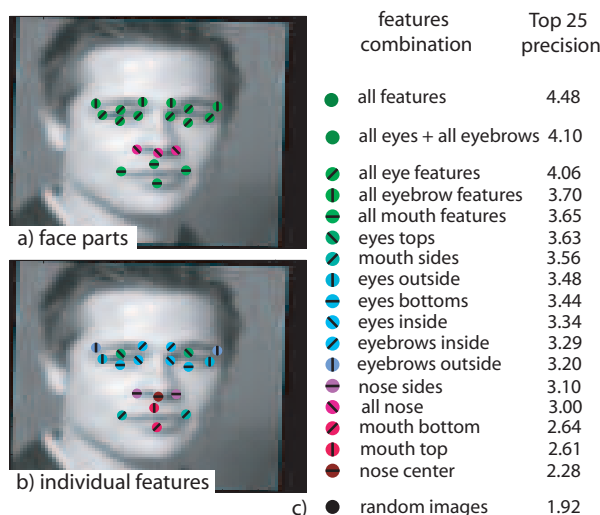 features combination Top 25 precision
all features 4.48
all eyes + all eyebrows 4.10
all eye features 4.06
all eyebrow features 3.70
all mouth features 3.65
eyes tops 3.63
mouth sides 3.56
eyes outside 3.48
eyes bottoms 3.44
eyes inside 3.34
eyebrows inside 3.29
eyebrows outside 3.20
nose sides 3.10
all nose 3.00
mouth bottom 2.64
mouth top 2.61
nose center 2.28
random images 1.92
a) face parts
b) individual features
c)